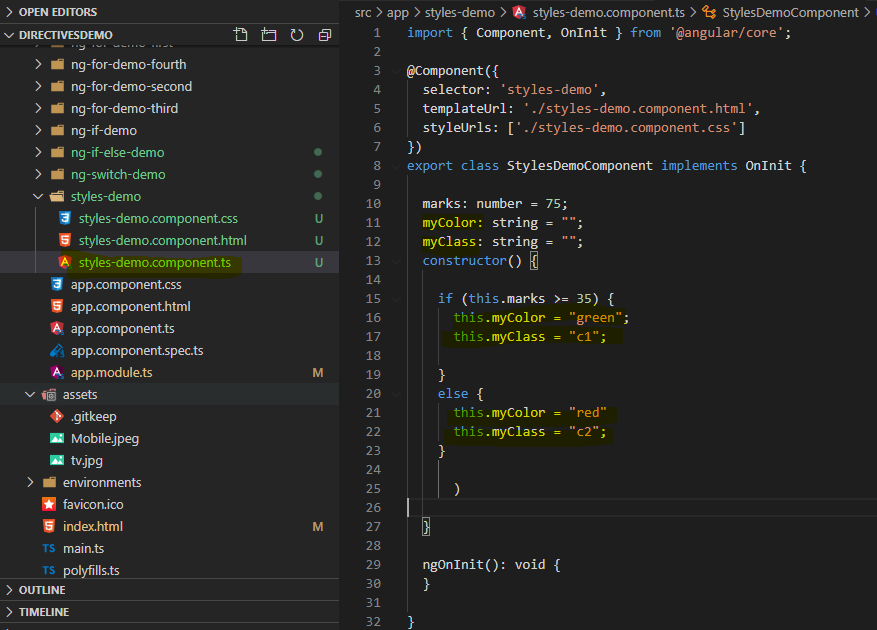 OPEN EDITORS
DIRECTIVESDEMO
ng-for-demo-fourth
ng-for-demo-second
ng-for-demo-third
ng-if-demo
ng-if-else-demo
ng-switch-demo
styles-demo
styles-demo.component.css U
styles-demo.component.html U
styles-demo.component.ts U
app.component.css
app.component.html
app.component.ts
app.component.spec.ts
app.module.ts M
assets
.gitkeep
Mobile.jpeg
tv.jpg
environments
favicon.ico
index.html M
TS main.ts
TS polyfills.ts
OUTLINE
TIMELINE
src > app > styles-demo > styles-demo.component.ts > StylesDemoComponent >
1 import { Component, OnInit } from '@angular/core';
2
3 @Component({
4 selector: 'styles-demo',
5 templateUrl: './styles-demo.component.html',
6 styleUrls: ['./styles-demo.component.css']
7 })
8 export class StylesDemoComponent implements OnInit {
9
10 marks: number = 75;
11 myColor: string = "";
12 myClass: string = "";
13 constructor() {
14
15 if (this.marks >= 35) {
16 this.myColor = "green";
17 this.myClass = "c1";
18
19 }
20 else {
21 this.myColor = "red"
22 this.myClass = "c2";
23 }
24
25 )
26
27 }
28
29 ngOnInit(): void {
30 }
31
32 }